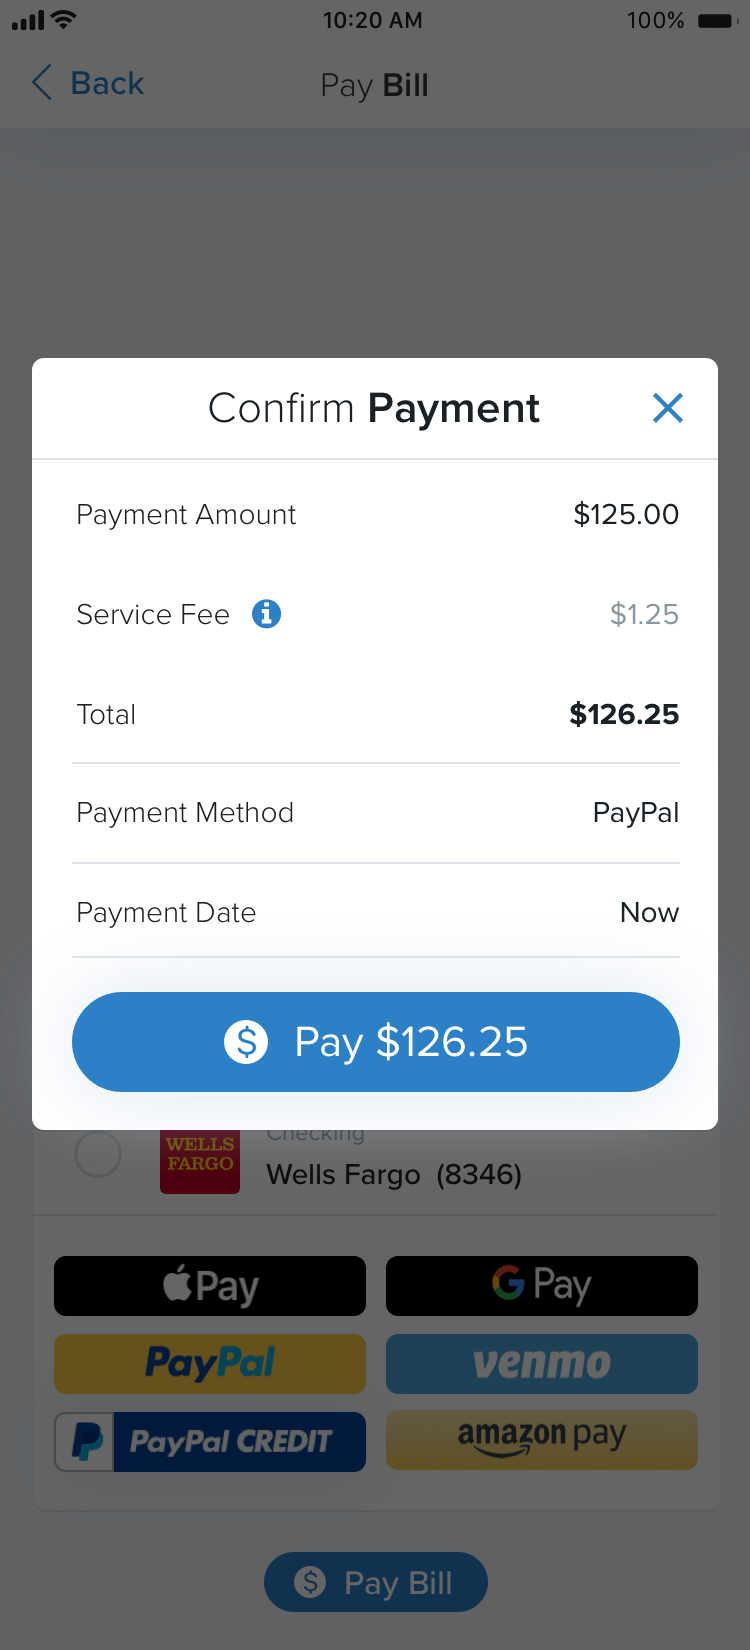 10:20 AM 100%
Back Pay Bill
Confirm Payment
Payment Amount $125.00
Service Fee $1.25
Total $126.25
Payment Method PayPal
Payment Date Now
$ Pay $126.25
Checking
WELLS
FARGO
Wells Fargo (8346)
Pay G Pay
PayPal venmo
P PayPal CREDIT amazon pay
$ Pay Bill